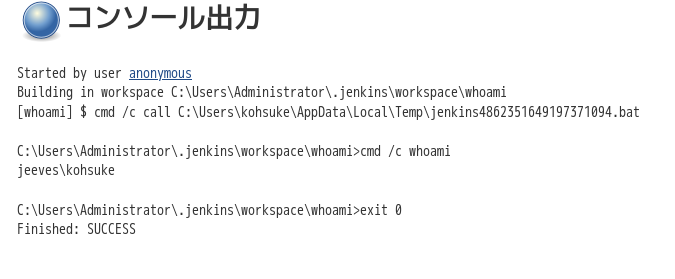 コンソール出力
Started by user anonymous
Building in workspace C:\Users\Administrator\.jenkins\workspace\whoami
[whoami] $ cmd /c call C:\Users\kohsuke\AppData\Local\Temp\jenkins4862351649197371094.bat
C:\Users\Administrator\.jenkins\workspace\whoami>cmd /c whoami
jeeves\kohsuke
C:\Users\Administrator\.jenkins\workspace\whoami>exit 0
Finished: SUCCESS